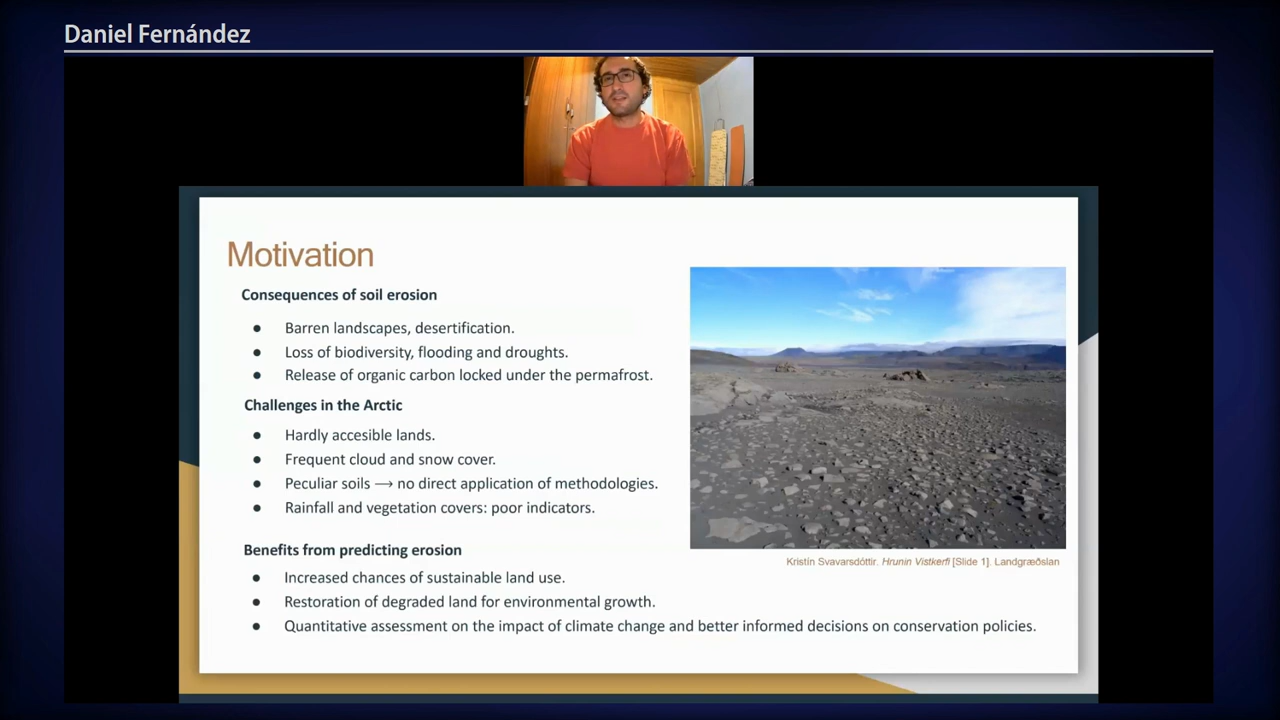 Daniel Fernández
Motivation
Consequences of soil erosion
● Barren landscapes, desertification.
● Loss of biodiversity, flooding and droughts.
● Release of organic carbon locked under the permafrost.
Challenges in the Arctic
● Hardly accesible lands.
● Frequent cloud and snow cover.
● Peculiar soils → no direct application of methodologies.
● Rainfall and vegetation covers: poor indicators.
Kristín Svavarsdóttir. Hrunin Vistkerfi [Slide 1]. Landgræðslan
Benefits from predicting erosion
● Increased chances of sustainable land use.
● Restoration of degraded land for environmental growth.
● Quantitative assessment on the impact of climate change and better informed decisions on conservation policies.